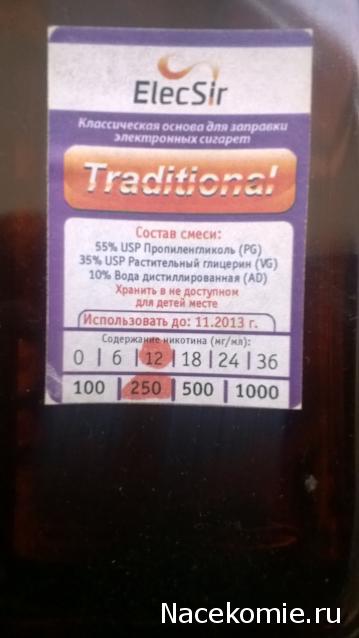 ElecSir
Классическая основа для заправки
электронных сигарет
Traditional
Состав смеси:
55% USP Пропиленгликоль (PG)
35% USP Растительный глицерин (VG)
10% Вода дистиллированная (AD)
Хранить в не доступном
для детей месте
Использовать до: 11.2013 г.
Содержание никотина (мг/мл):
0 | 6 | 12 | 18 | 24 | 36
100 | 250 | 500 | 1000
Nacekomie.ru